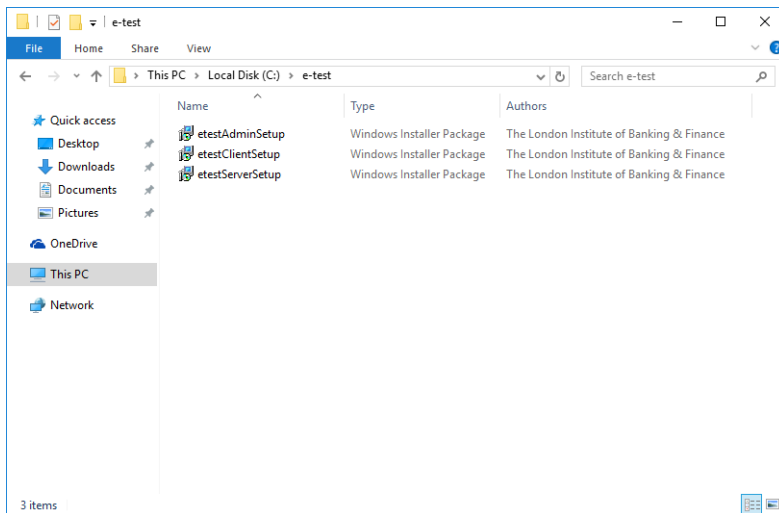 e-test
File Home Share View
This PC Local Disk (C:) e-test
Search e-test
Name Type Authors
Quick access
Desktop
Downloads
Documents
Pictures
OneDrive
This PC
Network
etestAdminSetup Windows Installer Package The London Institute of Banking & Finance
etestClientSetup Windows Installer Package The London Institute of Banking & Finance
etestServerSetup Windows Installer Package The London Institute of Banking & Finance
3 items